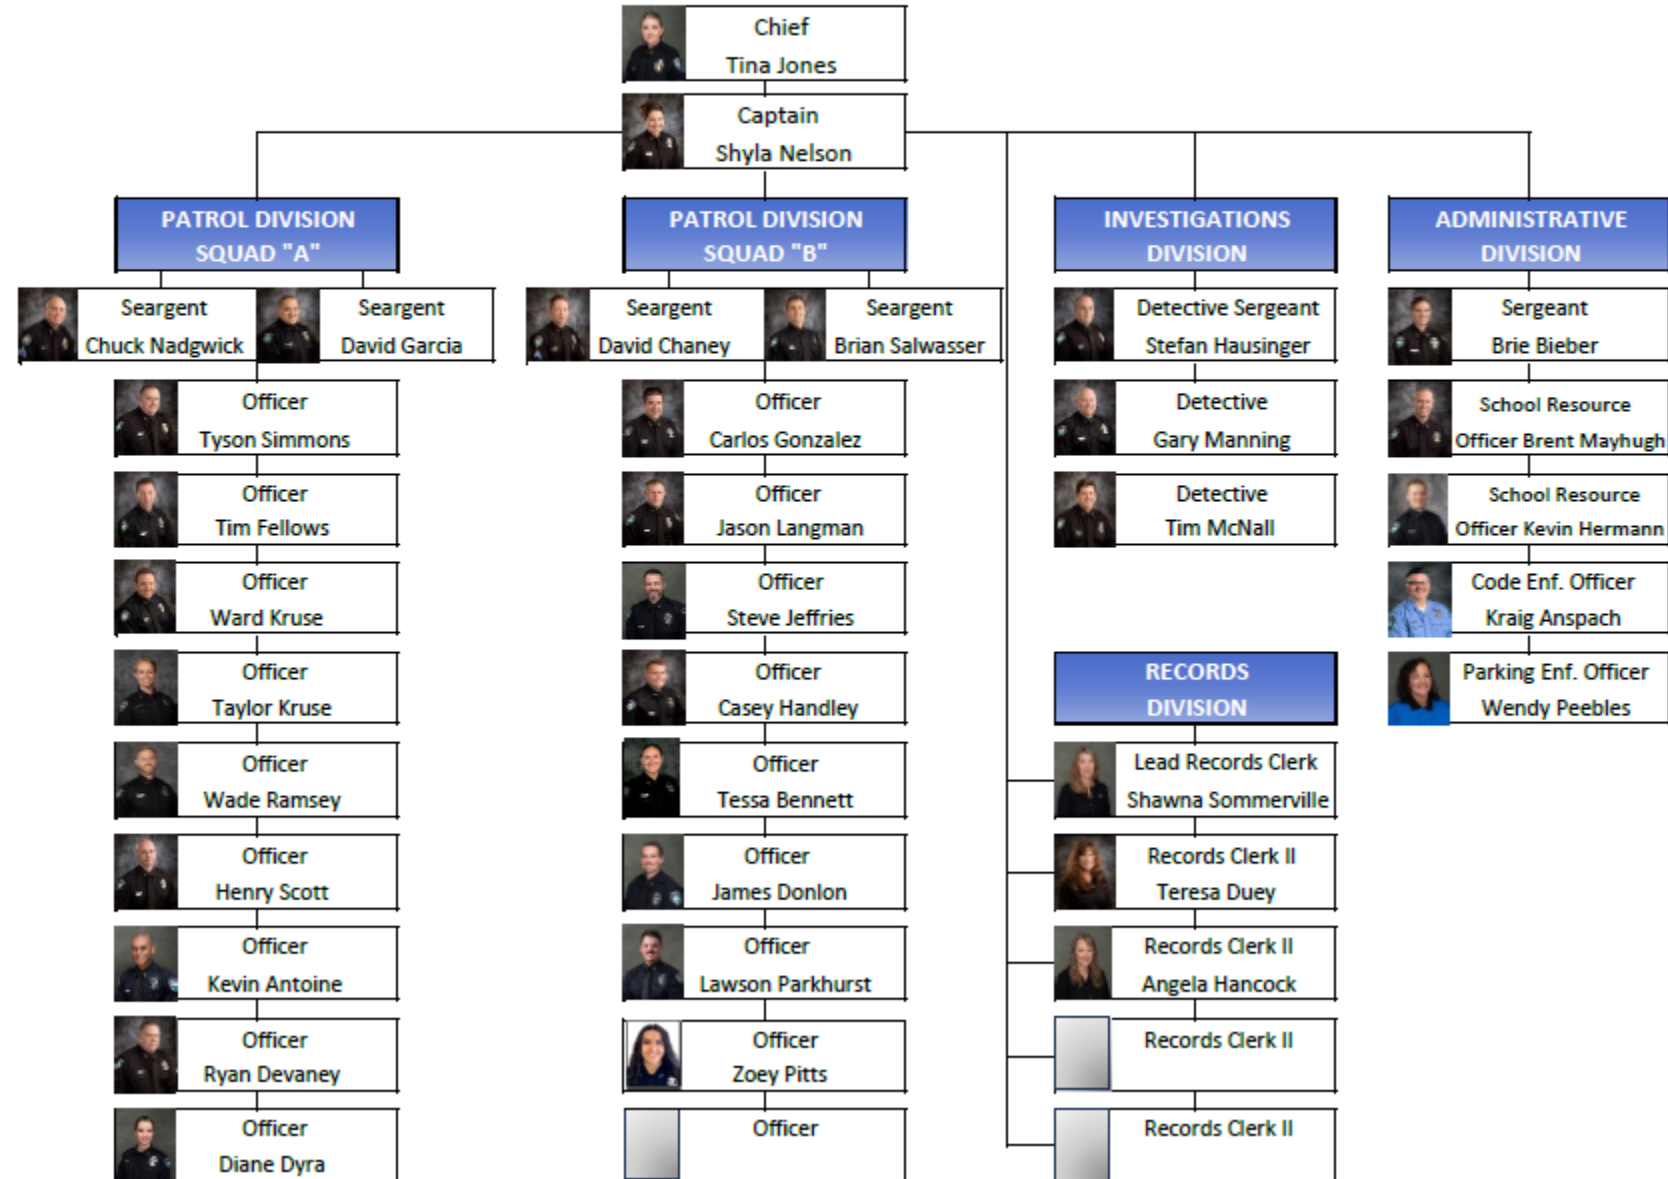 Chief
Tina Jones
Captain
Shyla Nelson
PATROL DIVISION
SQUAD "A"
Seargent
Chuck Nadgwick
Seargent
David Garcia
Officer
Tyson Simmons
Officer
Tim Fellows
Officer
Ward Kruse
Officer
Taylor Kruse
Officer
Wade Ramsey
Officer
Henry Scott
Officer
Kevin Antoine
Officer
Ryan Devaney
Officer
Diane Dyra
PATROL DIVISION
SQUAD "B"
Seargent
David Chaney
Seargent
Brian Salwasser
Officer
Carlos Gonzalez
Officer
Jason Langman
Officer
Steve Jeffries
Officer
Casey Handley
Officer
Tessa Bennett
Officer
James Donlon
Officer
Lawson Parkhurst
Officer
Zoey Pitts
Officer
INVESTIGATIONS
DIVISION
Detective Sergeant
Stefan Hausinger
Detective
Gary Manning
Detective
Tim McNall
RECORDS
DIVISION
Lead Records Clerk
Shawna Sommerville
Records Clerk II
Teresa Duey
Records Clerk II
Angela Hancock
Records Clerk II
Records Clerk II
ADMINISTRATIVE
DIVISION
Sergeant
Brie Bieber
School Resource
Officer Brent Mayhugh
School Resource
Officer Kevin Hermann
Code Enf. Officer
Kraig Anspach
Parking Enf. Officer
Wendy Peebles